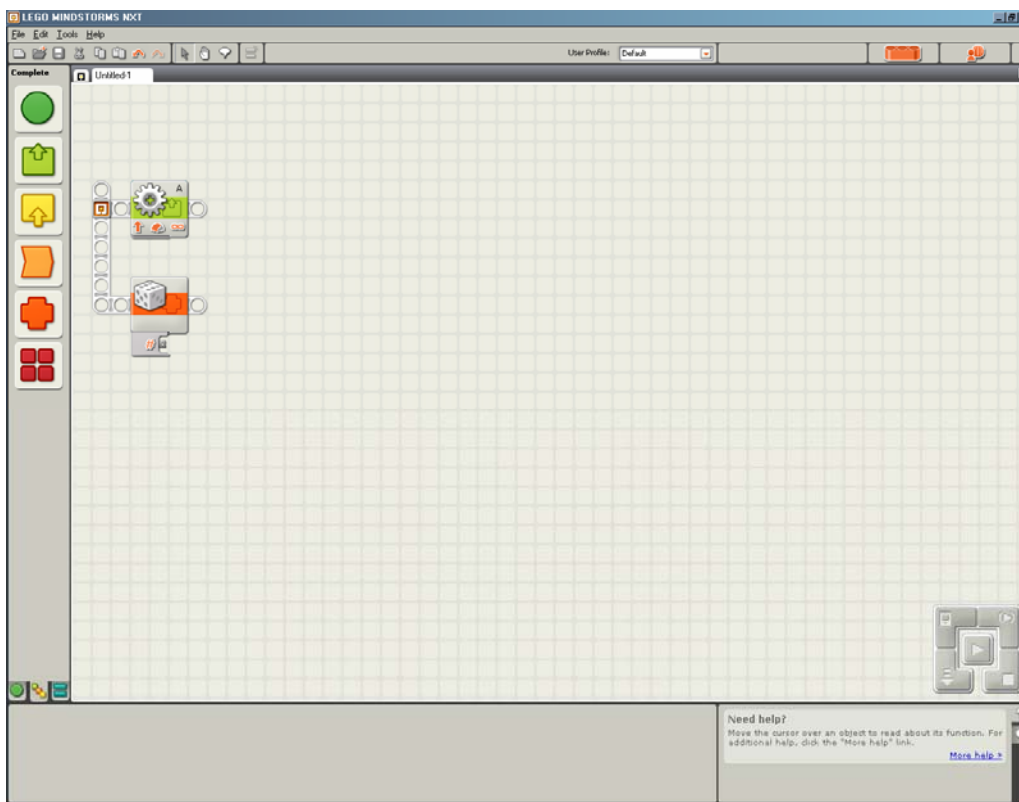 LEGO MINDSTORMS NXT
File Edit Tools Help
User Profile: Default
Complete
Untitled-1
A
Need help?
Move the cursor over an object to read about its function. For
additional help, click the "More help" link.
More help »